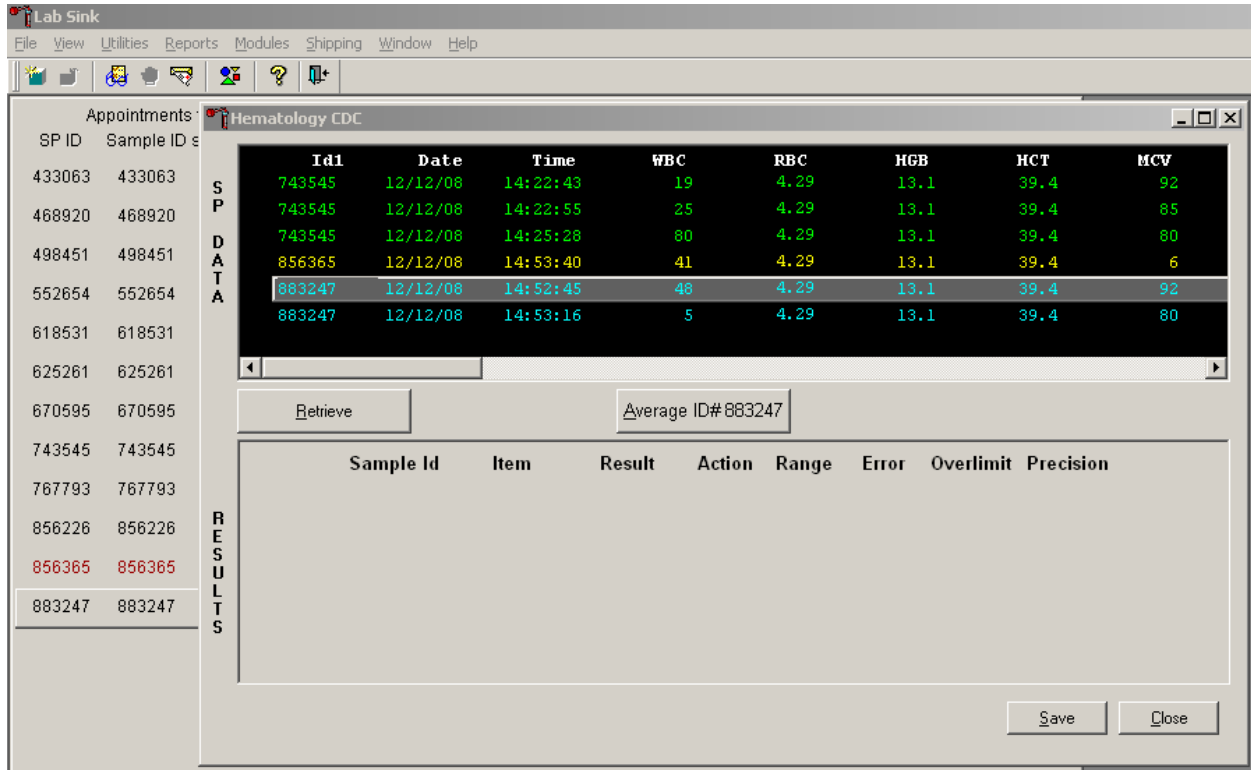 Lab Sink
File View Utilities Reports Modules Shipping Window Help
Appointments
SP ID Sample ID s
433063 433063
468920 468920
498451 498451
552654 552654
618531 618531
625261 625261
670595 670595
743545 743545
767793 767793
856226 856226
856365 856365
883247 883247
Hematology CDC
SP DATA
Id1 Date Time WBC RBC HGB HCT MCV
743545 12/12/08 14:22:43 19 4.29 13.1 39.4 92
743545 12/12/08 14:22:55 25 4.29 13.1 39.4 85
743545 12/12/08 14:25:28 80 4.29 13.1 39.4 80
856365 12/12/08 14:53:40 41 4.29 13.1 39.4 6
883247 12/12/08 14:52:45 48 4.29 13.1 39.4 92
883247 12/12/08 14:53:16 5 4.29 13.1 39.4 80
Retrieve Average ID# 883247
RESULTS
Sample Id Item Result Action Range Error Overlimit Precision
Save Close